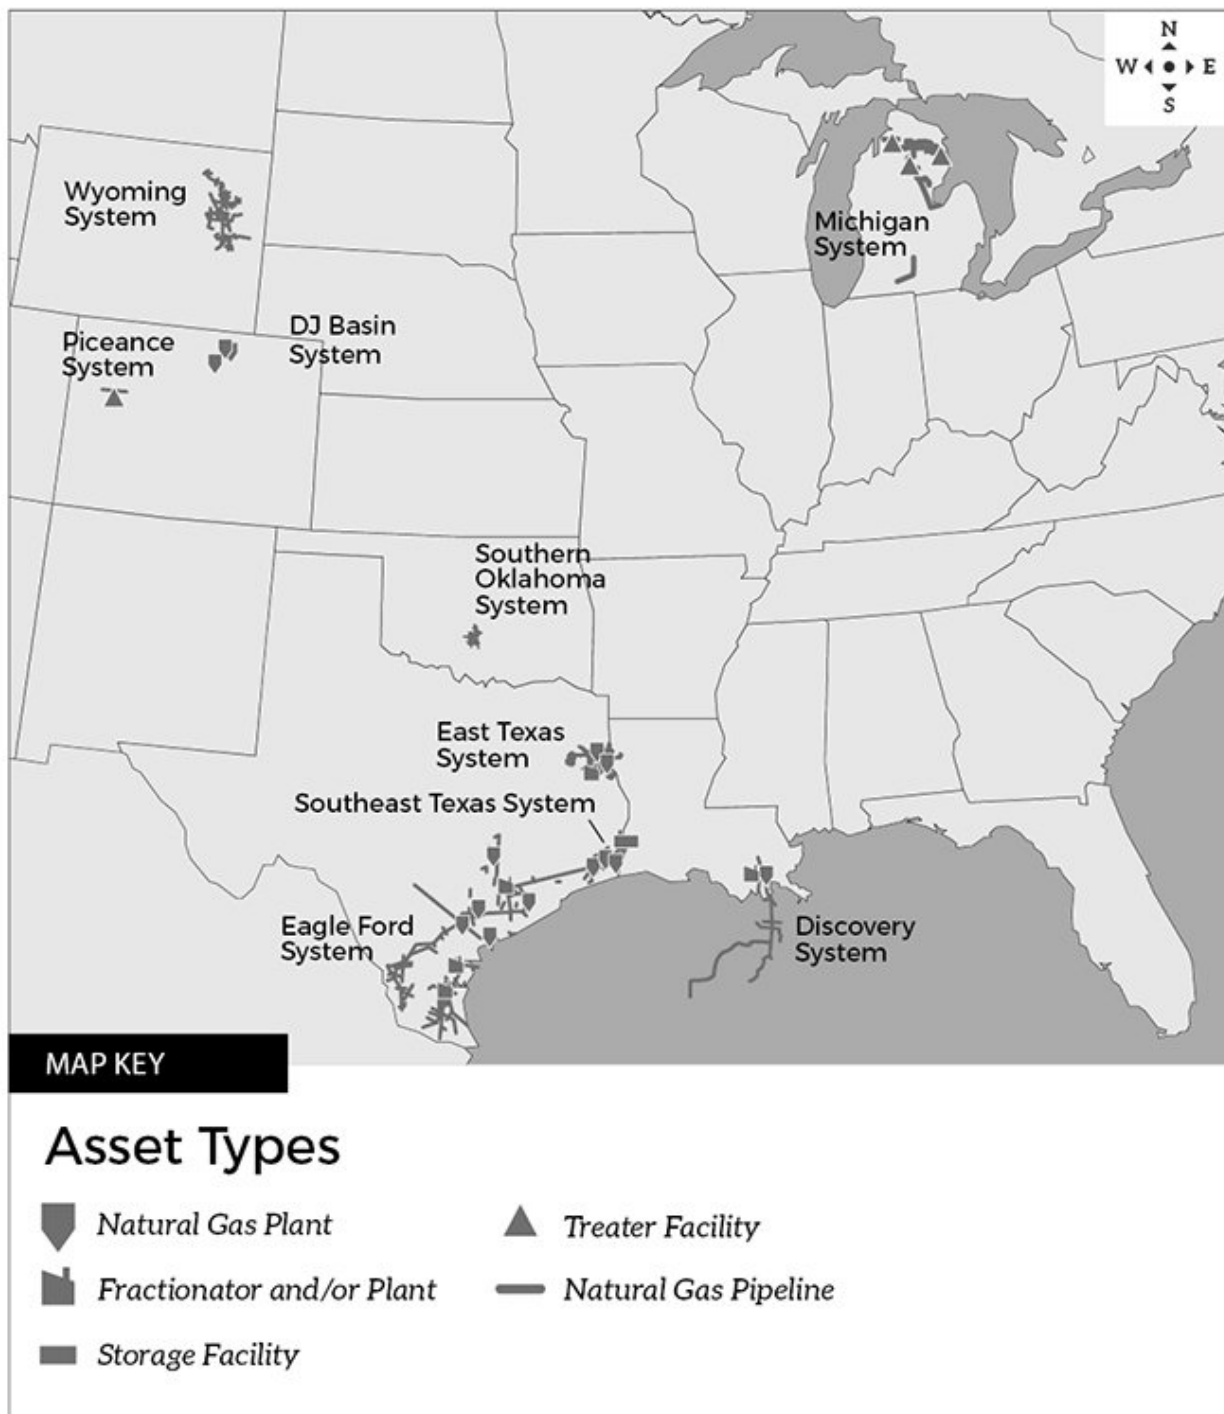 N
W E
S
Wyoming
System
Michigan
System
DJ Basin
System
Piceance
System
Southern
Oklahoma
System
East Texas
System
Southeast Texas System
Eagle Ford
System
Discovery
System
MAP KEY
Asset Types
Natural Gas Plant
Treater Facility
Fractionator and/or Plant
Natural Gas Pipeline
Storage Facility